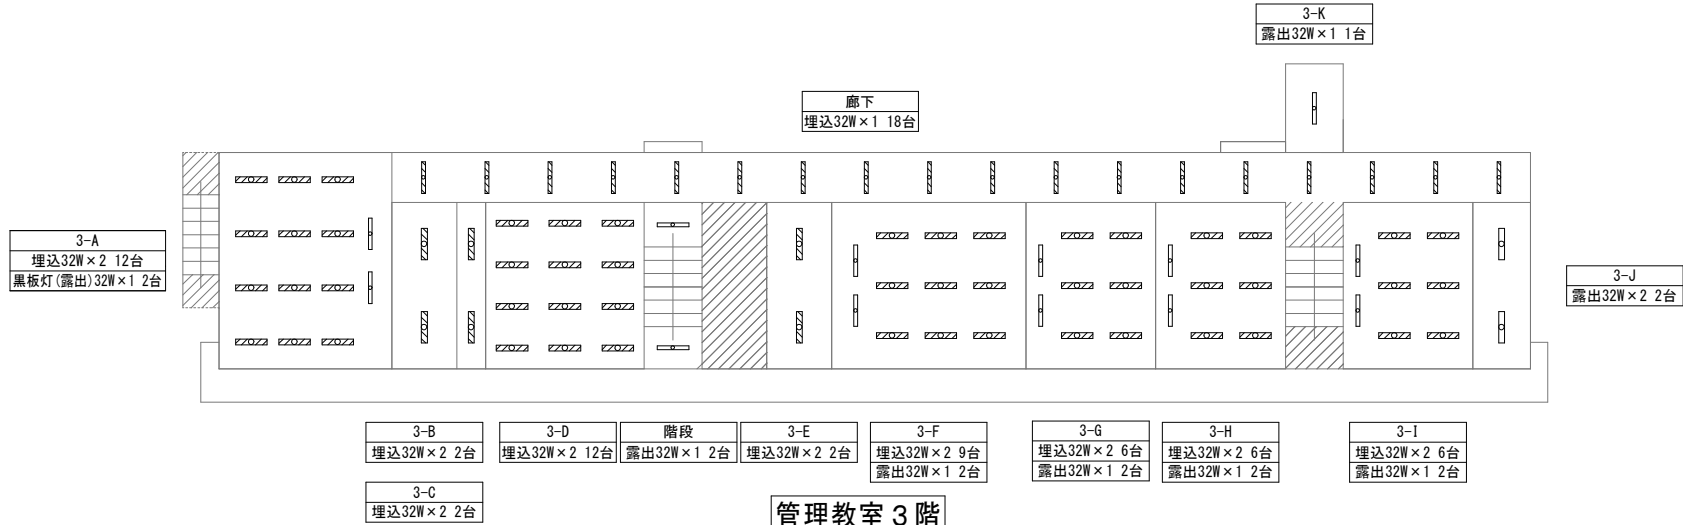 3-K
露出32W×1 1台
廊下
埋込32W×1 18台
3-A
埋込32W×2 12台
黒板灯(露出)32W×1 2台
3-J
露出32W×2 2台
3-B
埋込32W×2 2台
3-C
埋込32W×2 2台
3-D
埋込32W×2 12台
階段
露出32W×1 2台
3-E
埋込32W×2 2台
3-F
埋込32W×2 9台
露出32W×1 2台
3-G
埋込32W×2 6台
露出32W×1 2台
3-H
埋込32W×2 6台
露出32W×1 2台
3-I
埋込32W×2 6台
露出32W×1 2台
管理教室３階